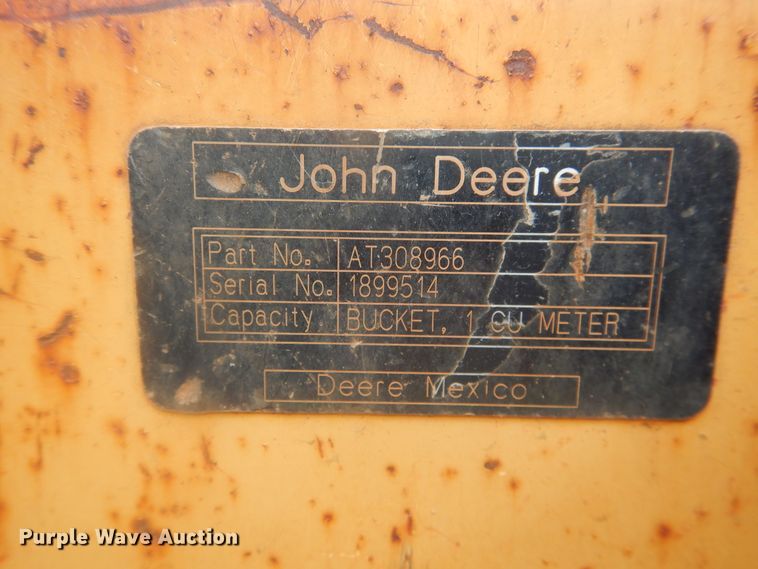 John Deere
Part No. AT308966
Serial No. 1899514
Capacity. BUCKET, 1 CU METER
Deere Mexico
Purple Wave Auction